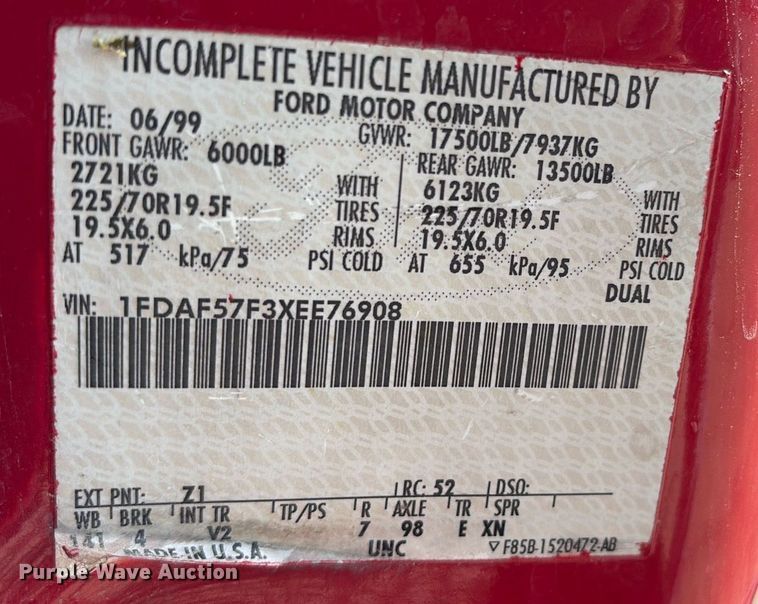 INCOMPLETE VEHICLE MANUFACTURED BY
FORD MOTOR COMPANY
DATE: 06/99 GVWR: 17500LB/7937KG
FRONT GAWR: 6000LB REAR GAWR: 13500LB
2721KG WITH 6123KG WITH
225/70R19.5F TIRES 225/70R19.5F TIRES
19.5X6.0 RIMS 19.5X6.0 RIMS
AT 517 kPa/75 PSI COLD AT 655 kPa/95 PSI COLD
DUAL
VIN: 1FDAF57F3XEE76908
EXT PNT: Z1 RC: 52 DSO:
WB BRK INT TR TP/PS R AXLE TR SPR
141 4 V2 7 98 E XN
MADE IN U.S.A. UNC F85B-1520472-AB
Purple Wave Auction